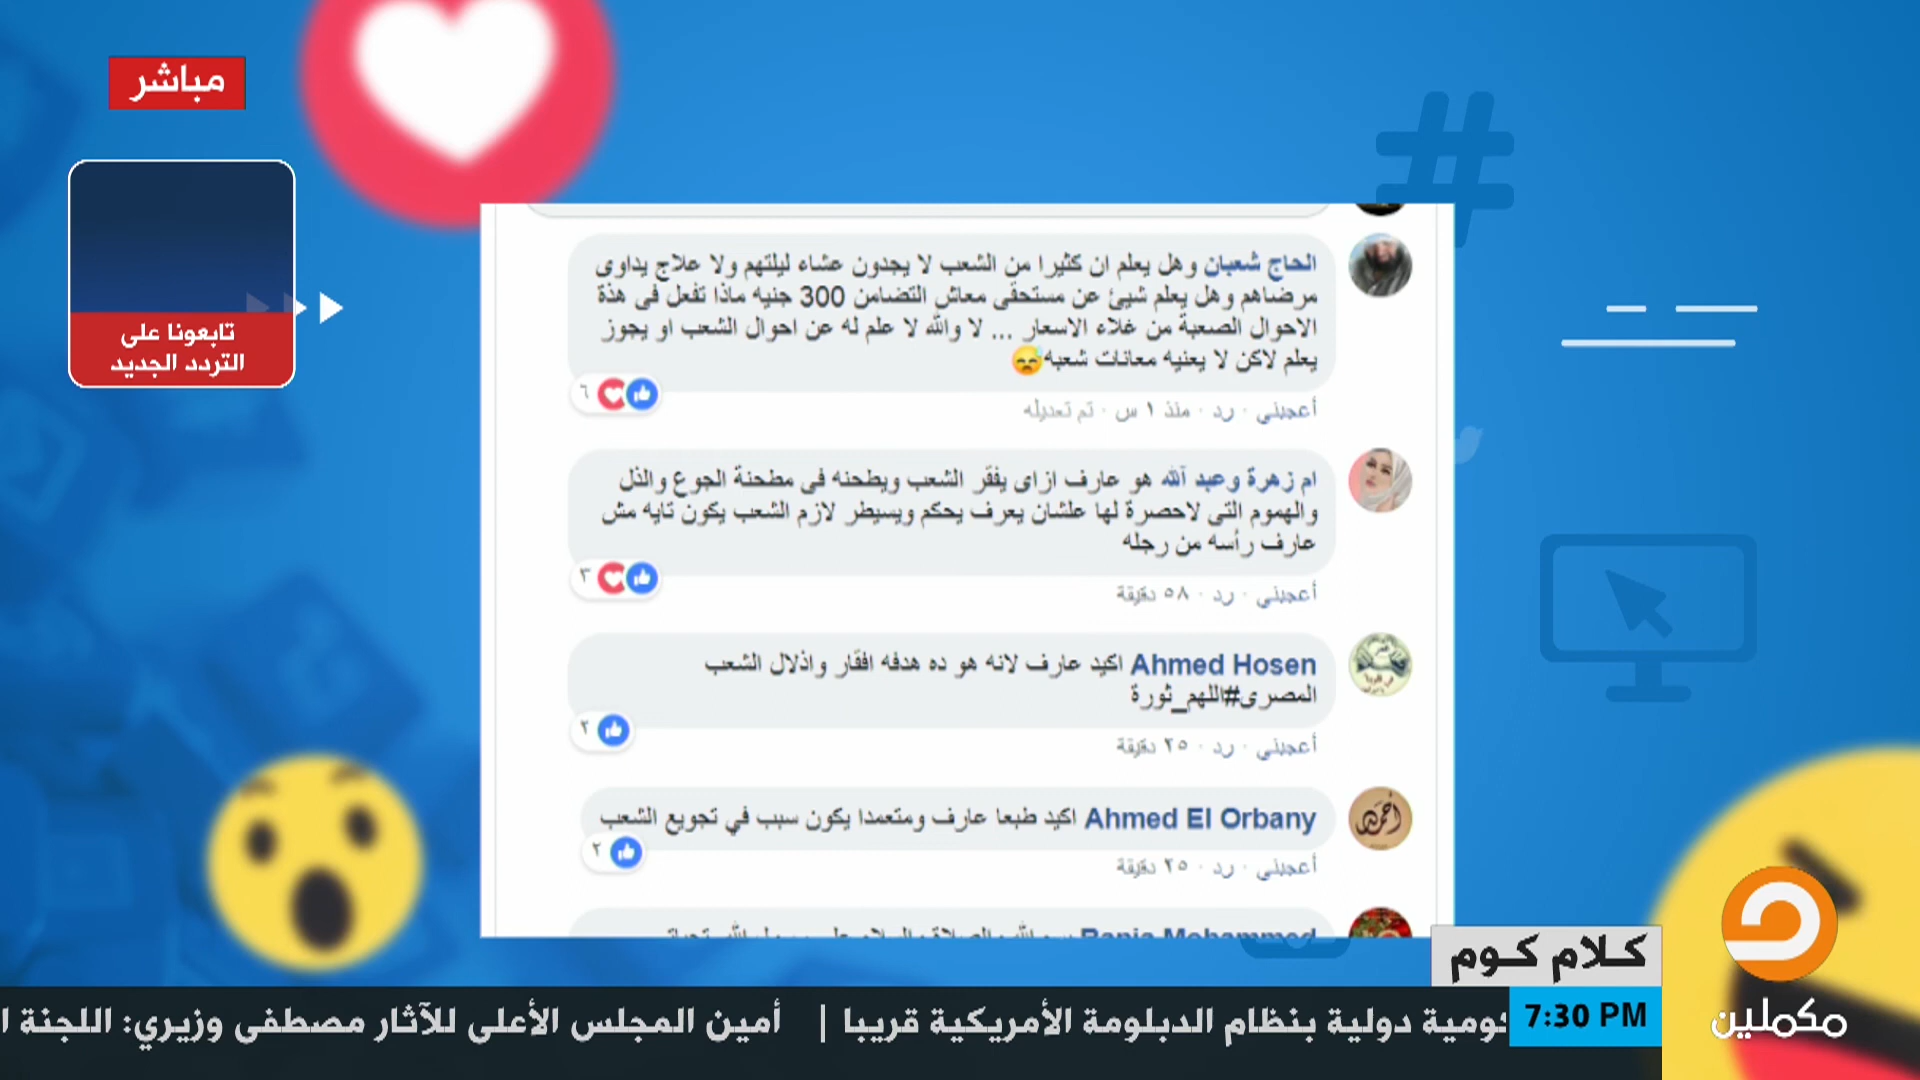 مباشر
تابعونا على
التردد الجديد
الحاج شعبان وهل يعلم ان كثيرا من الشعب لا يجدون عشاء ليلتهم ولا علاج يداوى
مرضاهم وهل يعلم شيئ عن مستحقى معاش التضامن 300 جنيه ماذا تفعل فى هذة
الاحوال الصعبة من غلاء الاسعار ... لا والله لا علم له عن احوال الشعب او يجوز
يعلم لاكن لا يعنيه معانات شعبه😓
٦
أعجبني · رد · منذ ١ س · تم تعديله
ام زهرة وعبد آلله هو عارف ازاى يفقر الشعب ويطحنه فى مطحنة الجوع والذل
والهموم التى لاحصرة لها علشان يعرف يحكم ويسيطر لازم الشعب يكون تايه مش
عارف رأسه من رجله
٣
أعجبني · رد · ٥٨ دقيقة
Ahmed Hosen اكيد عارف لانه هو ده هدفه افقار واذلال الشعب
المصرى#اللهم_ثورة
٢
أعجبني · رد · ٢٥ دقيقة
Ahmed El Orbany اكيد طبعا عارف ومتعمدا يكون سبب في تجويع الشعب
٢
أعجبني · رد · ٢٥ دقيقة
Rania Mohammed
كلام كوم
7:30 PM
دولية بنظام الدبلومة الأمريكية قريبا | أمين المجلس الأعلى للآثار مصطفى وزيري: اللجنة
مكملين